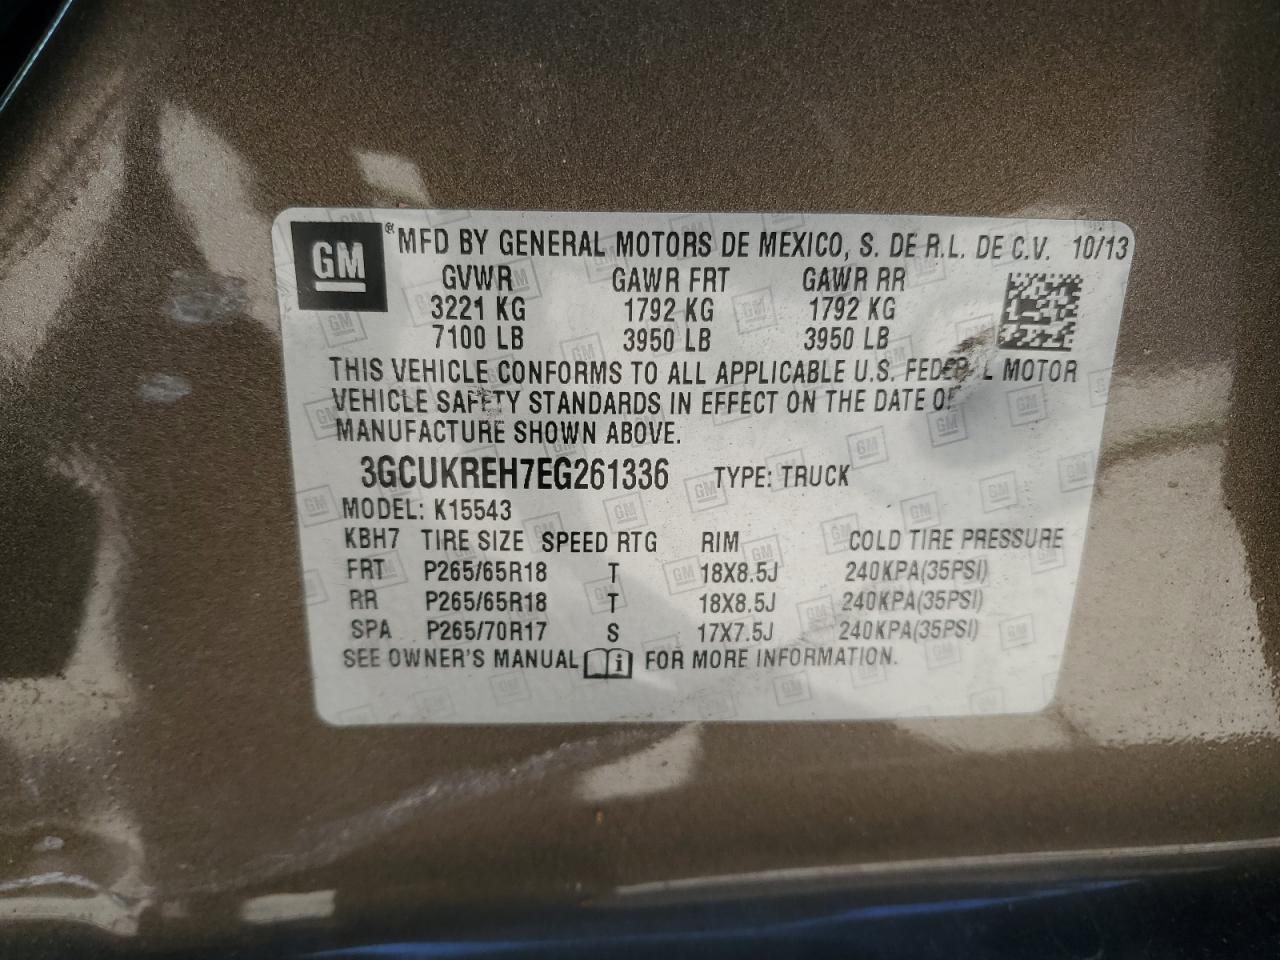 GM ® MFD BY GENERAL MOTORS DE MEXICO, S. DE R.L. DE C.V. 10/13
GVWR GAWR FRT GAWR RR
3221 KG 1792 KG 1792 KG
7100 LB 3950 LB 3950 LB
THIS VEHICLE CONFORMS TO ALL APPLICABLE U.S. MOTOR
VEHICLE SAFETY STANDARDS IN EFFECT ON THE DATE OF
MANUFACTURE SHOWN ABOVE.
3GCUKREH7EG261336 TYPE: TRUCK
MODEL: K15543
KBH7 TIRE SIZE SPEED RTG RIM COLD TIRE PRESSURE
FRT P265/65R18 T 18X8.5J 240KPA(35PSI)
RR P265/65R18 T 18X8.5J 240KPA(35PSI)
SPA P265/70R17 S 17X7.5J 240KPA(35PSI)
SEE OWNER'S MANUAL i FOR MORE INFORMATION.